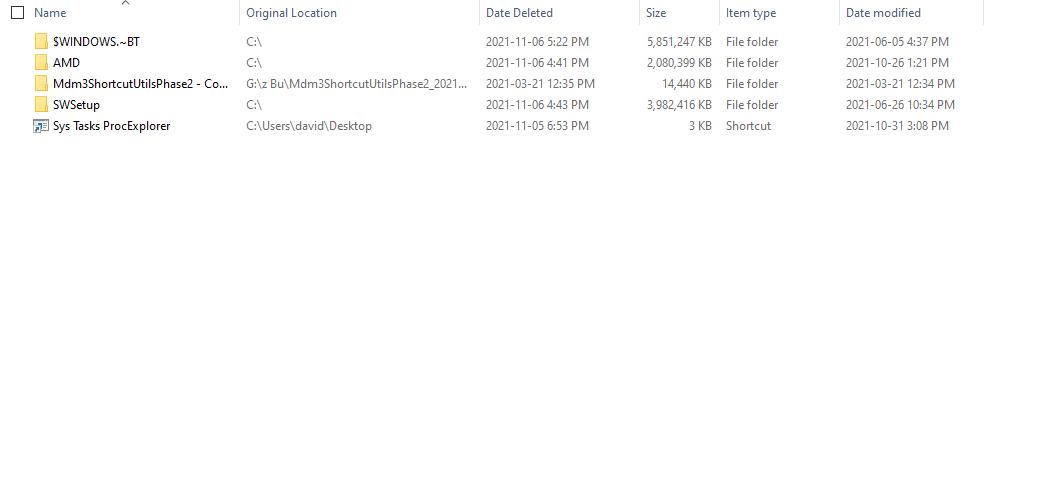 Name Original Location Date Deleted Size Item type Date modified
$WINDOWS.~BT C:\ 2021-11-06 5:22 PM 5,851,247 KB File folder 2021-06-05 4:37 PM
AMD C:\ 2021-11-06 4:41 PM 2,080,399 KB File folder 2021-10-26 1:21 PM
Mdm3ShortcutUtilsPhase2 - Co... G:\z Bu\Mdm3ShortcutUtilsPhase2_2021... 2021-03-21 12:35 PM 14,440 KB File folder 2021-03-21 12:34 PM
SWSetup C:\ 2021-11-06 4:43 PM 3,982,416 KB File folder 2021-06-26 10:34 PM
Sys Tasks ProcExplorer C:\Users\david\Desktop 2021-11-05 6:53 PM 3 KB Shortcut 2021-10-31 3:08 PM